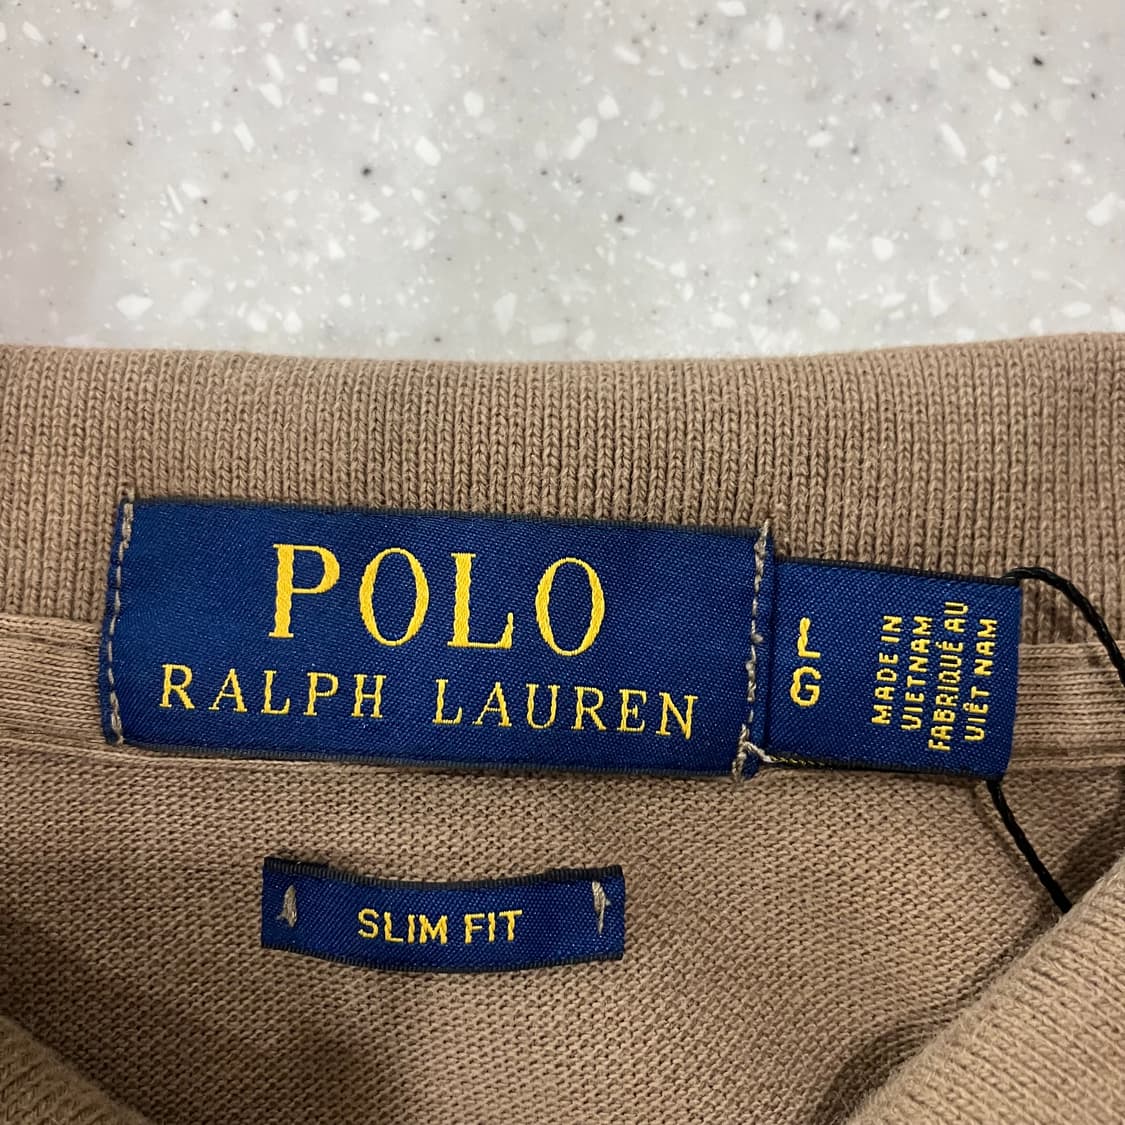 POLO
RALPH LAUREN
L
G
MADE IN
VIETNAM
FABRIQUÉ AU
VIÊT NAM
SLIM FIT